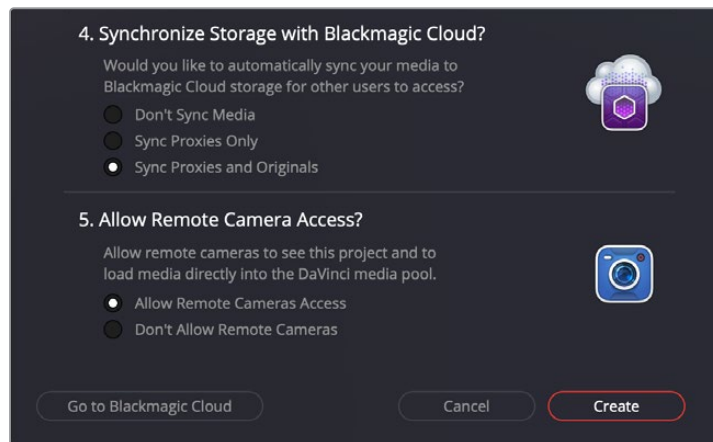 4. Synchronize Storage with Blackmagic Cloud?
Would you like to automatically sync your media to
Blackmagic Cloud storage for other users to access?
Don't Sync Media
Sync Proxies Only
Sync Proxies and Originals
5. Allow Remote Camera Access?
Allow remote cameras to see this project and to
load media directly into the DaVinci media pool.
Allow Remote Cameras Access
Don't Allow Remote Cameras
Go to Blackmagic Cloud
Cancel
Create